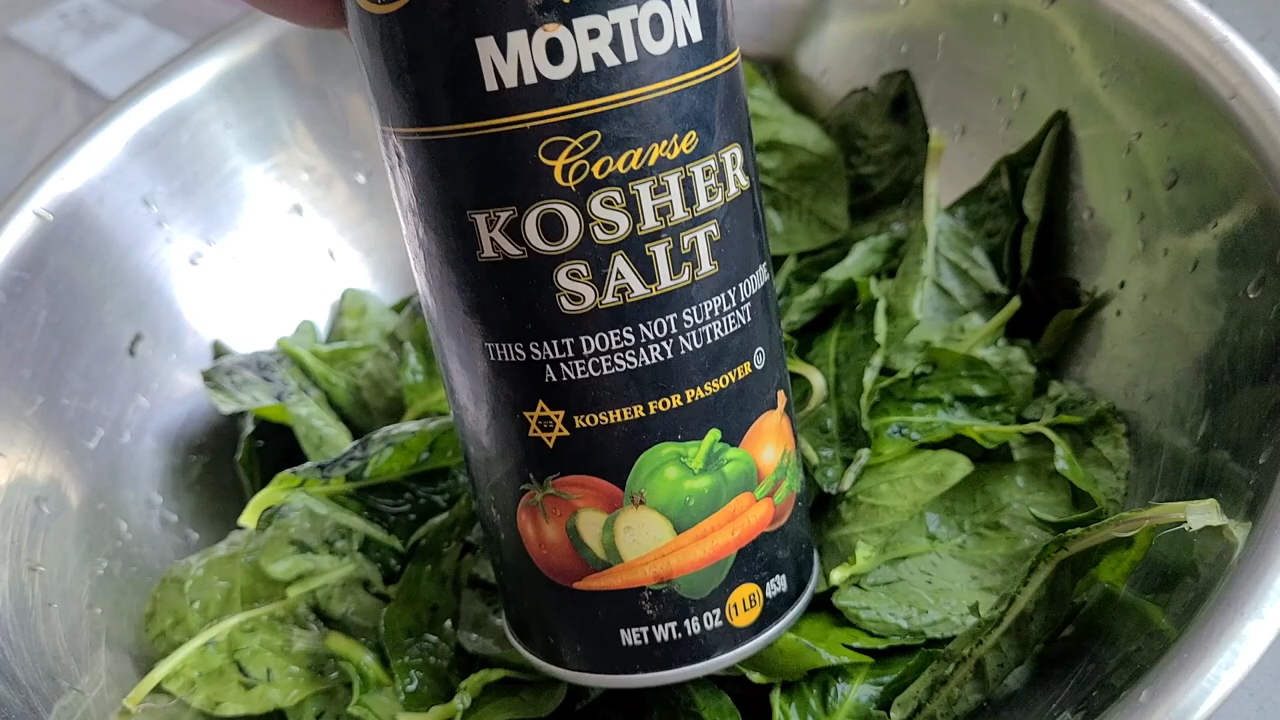 MORTON
Coarse
KOSHER
SALT
THIS SALT DOES NOT SUPPLY IODIDE
A NECESSARY NUTRIENT
KOSHER FOR PASSOVER U
NET WT. 16 OZ (1 LB) 453g